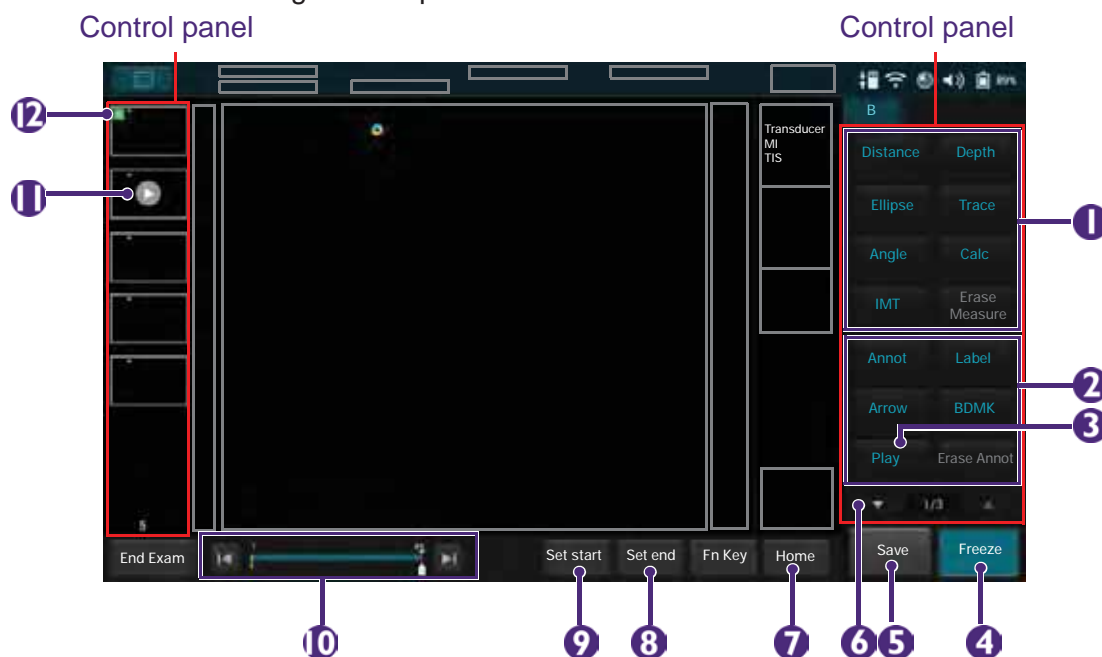 Control panel
Control panel
89%
B
12
Transducer
MI
TIS
Distance Depth
11
Ellipse Trace
1
Angle Calc
IMT Erase Measure
Annot Label
2
Arrow BDMK
3
Play Erase Annot
1/3
5
End Exam
Set start Set end Fn Key Home
Save Freeze
10 9 8 7 6 5 4